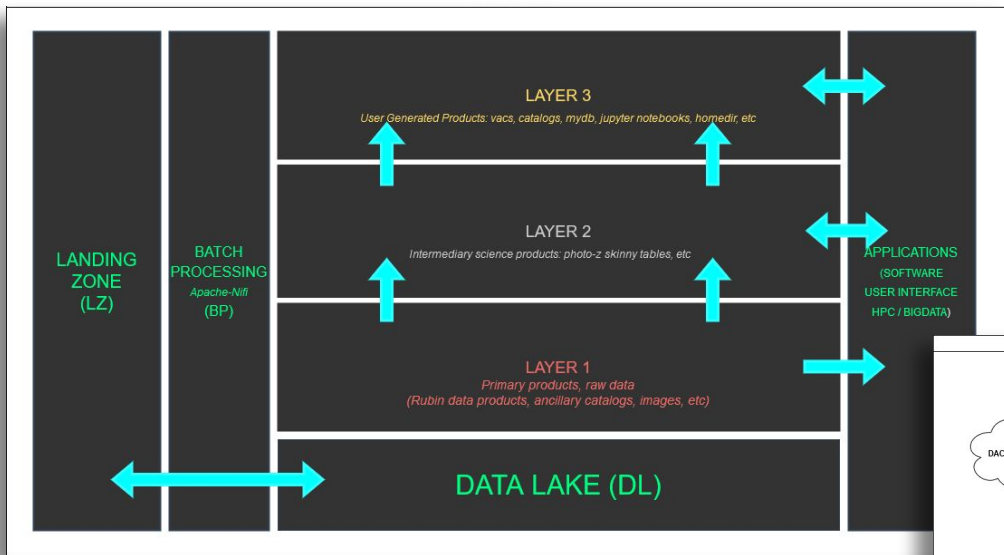 LAYER 3
User Generated Products: vacs, catalogs, mydb, jupyter notebooks, homedir, etc
LANDING
ZONE
(LZ)
BATCH
PROCESSING
Apache-Nifi
(BP)
LAYER 2
Intermediary science products: photo-z skinny tables, etc
APPLICATIONS
(SOFTWARE
USER INTERFACE
HPC / BIGDATA)
LAYER 1
Primary products, raw data
(Rubin data products, ancillary catalogs, images, etc)
DATA LAKE (DL)
DAC